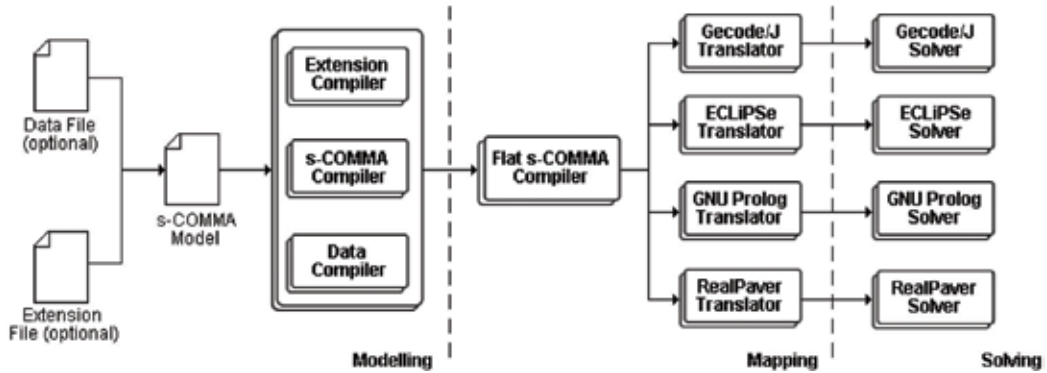 Data File
(optional)
Extension
File (optional)
s-COMMA
Model
Extension
Compiler
s-COMMA
Compiler
Data
Compiler
Modelling
Flat s-COMMA
Compiler
Gecode/J
Translator
ECLiPSe
Translator
GNU Prolog
Translator
RealPaver
Translator
Mapping
Gecode/J
Solver
ECLiPSe
Solver
GNU Prolog
Solver
RealPaver
Solver
Solving